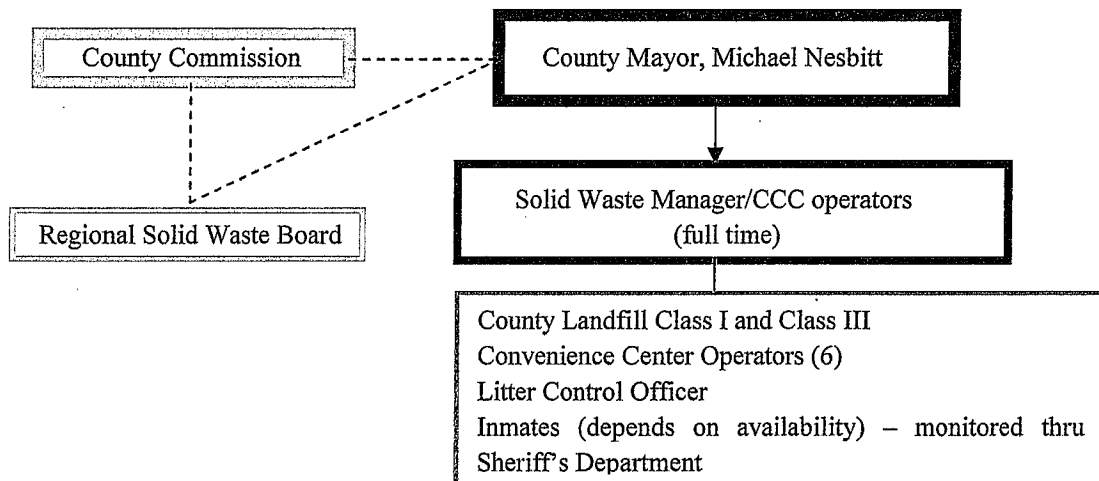 County Commission
County Mayor, Michael Nesbitt
Solid Waste Manager/CCC operators
(full time)
Regional Solid Waste Board
County Landfill Class I and Class III
Convenience Center Operators (6)
Litter Control Officer
Inmates (depends on availability) – monitored thru
Sheriff's Department